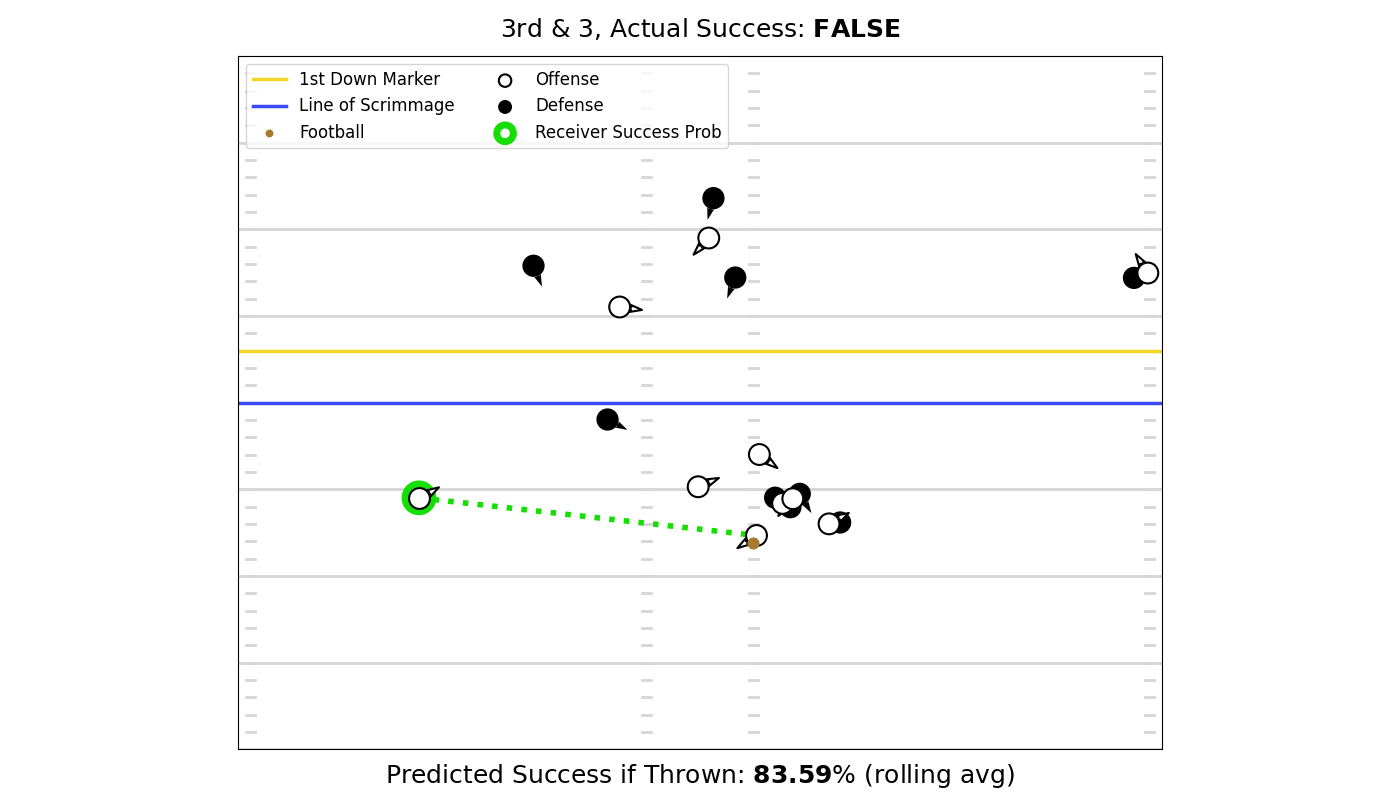 3rd & 3, Actual Success: FALSE
1st Down Marker
Line of Scrimmage
Football
Offense
Defense
Receiver Success Prob
Predicted Success if Thrown: 83.59% (rolling avg)